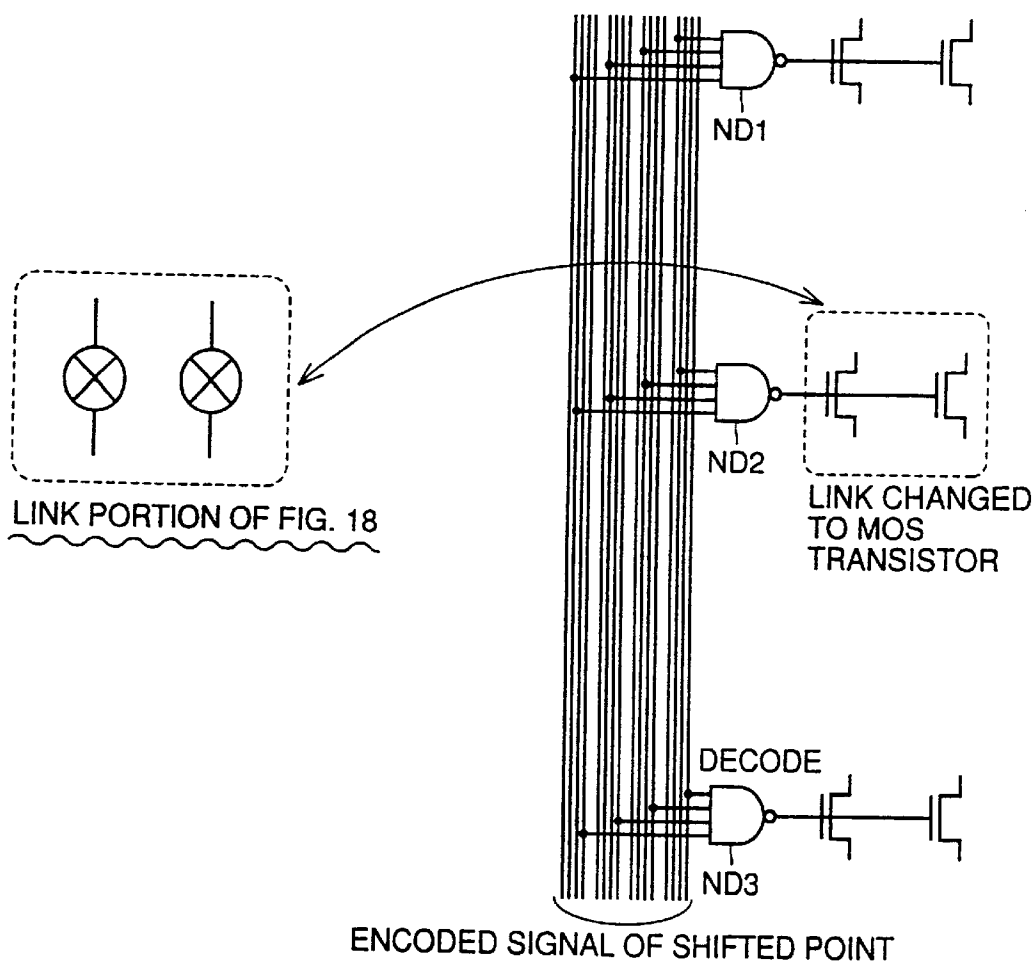 ND1
LINK PORTION OF FIG. 18
ND2
LINK CHANGED
TO MOS
TRANSISTOR
DECODE
ND3
ENCODED SIGNAL OF SHIFTED POINT